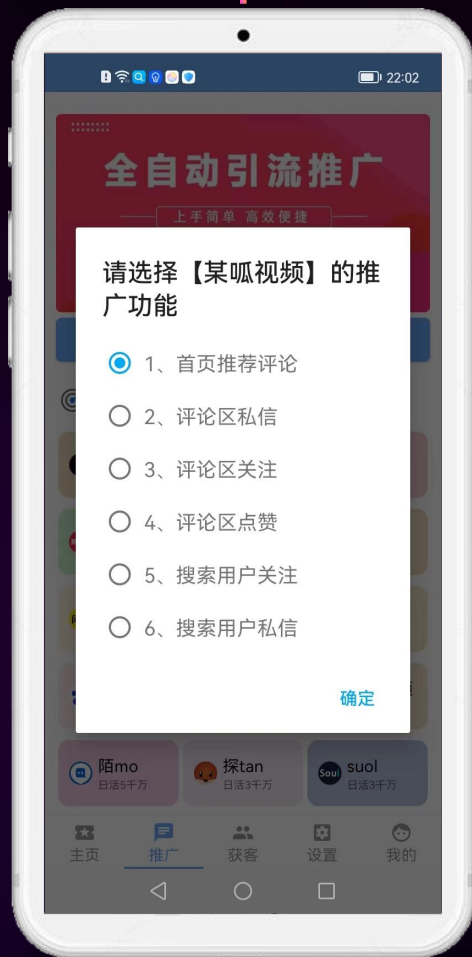 22:02
全自动引流推广
上手简单 高效便捷
请选择【某呱视频】的推
广功能
1、首页推荐评论
2、评论区私信
3、评论区关注
4、评论区点赞
5、搜索用户关注
6、搜索用户私信
确定
陌mo
日活5千万
探tan
日活3千万
Soul
suol
日活3千万
主页
推广
获客
设置
我的